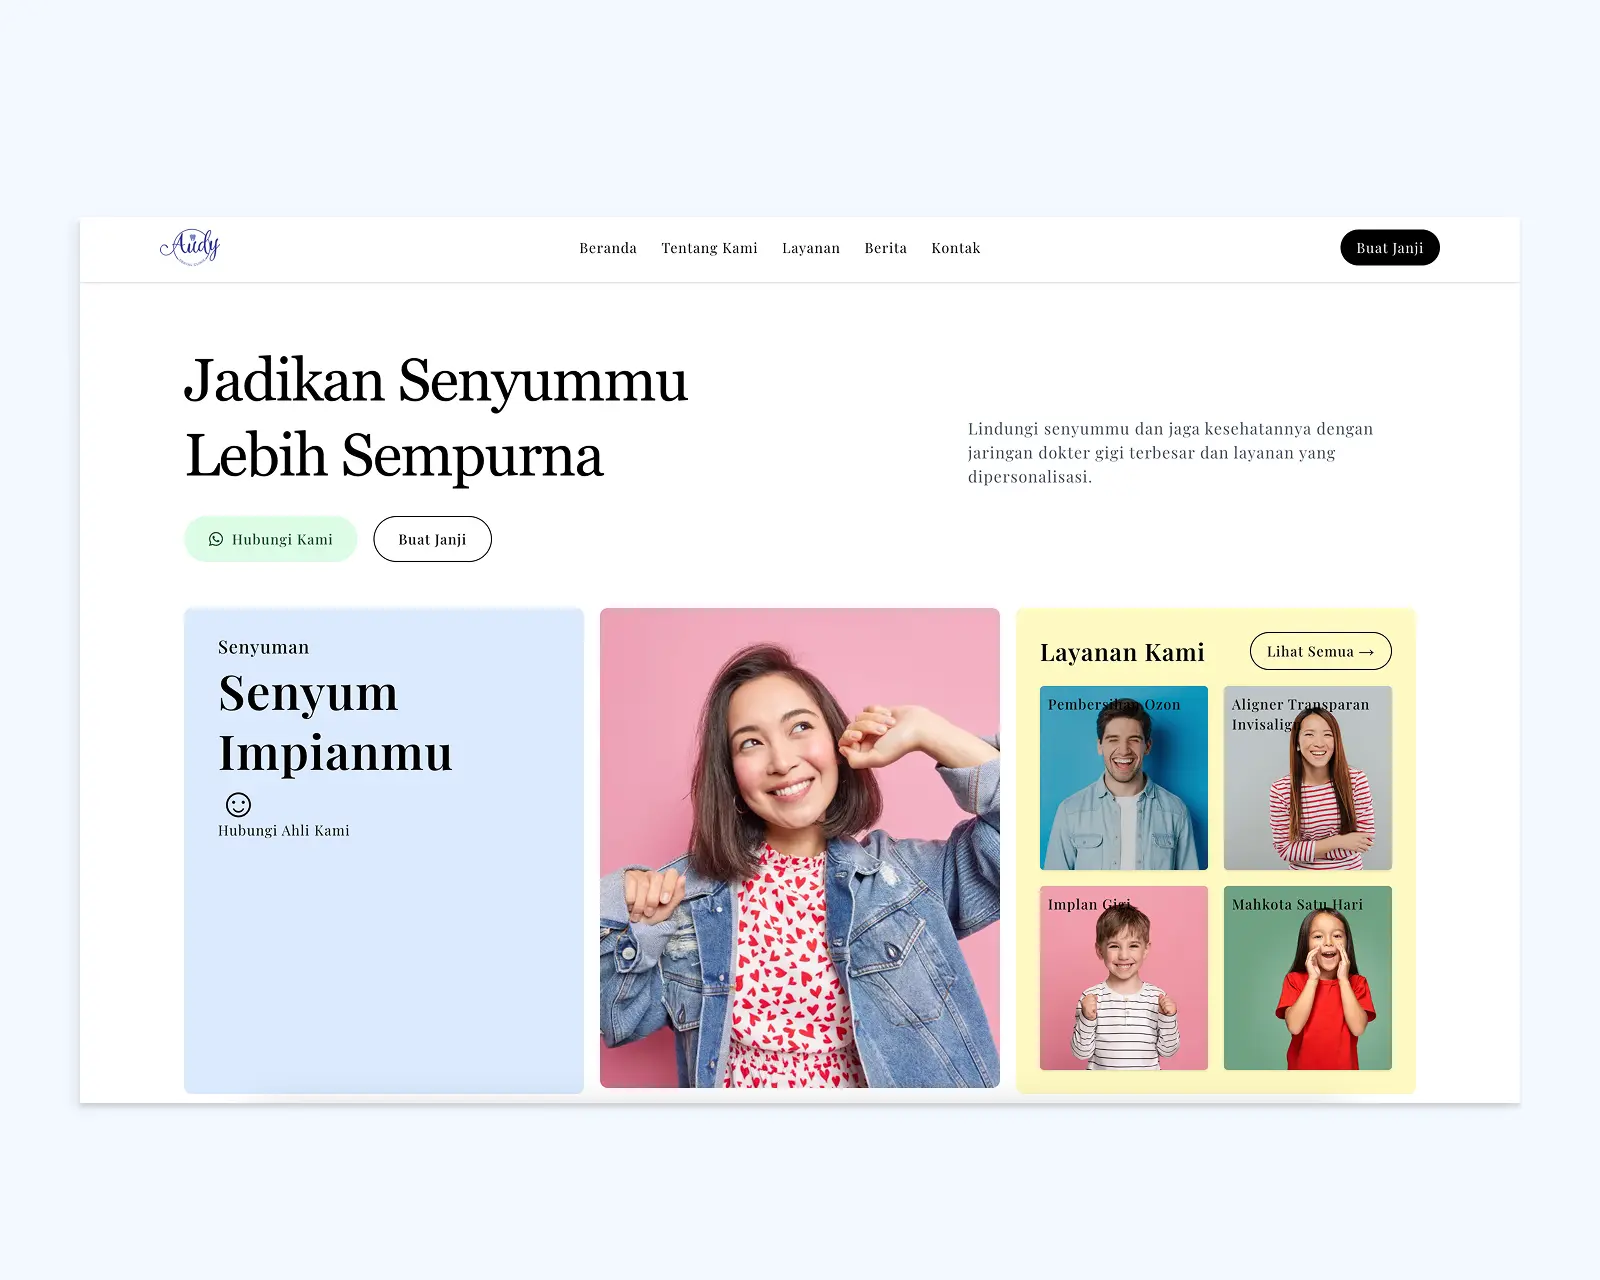 Audy
Beranda
Tentang Kami
Layanan
Berita
Kontak
Buat Janji
Jadikan Senyummu
Lebih Sempurna
Lindungi senyummu dan jaga kesehatannya dengan
jaringan dokter gigi terbesar dan layanan yang
dipersonalisasi.
Hubungi Kami
Buat Janji
Senyuman
Senyum
Impianmu
Hubungi Ahli Kami
Layanan Kami
Lihat Semua →
Pembersihan Ozon
Aligner Transparan
Invisalign
Implan Gigi
Mahkota Satu Hari